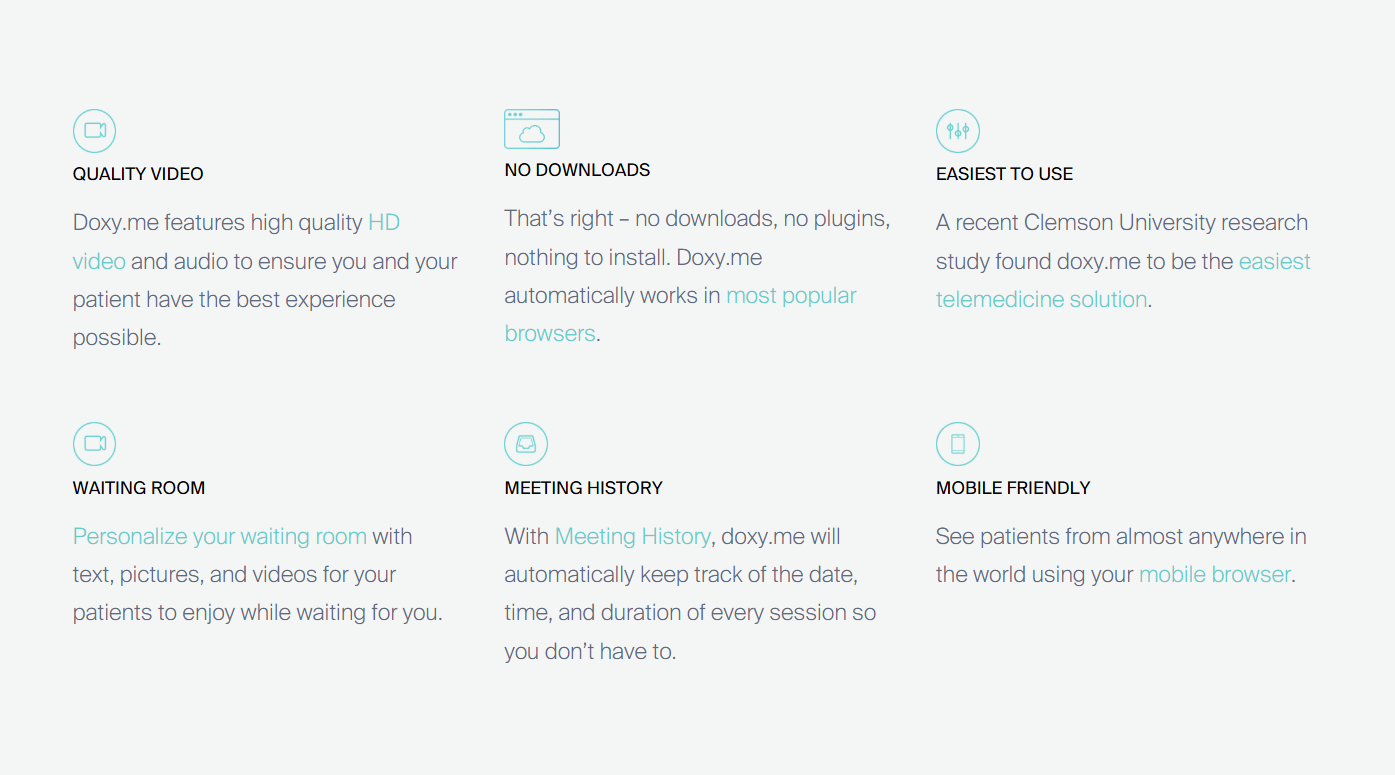 QUALITY VIDEO
Doxy.me features high quality HD
video and audio to ensure you and your
patient have the best experience
possible.
NO DOWNLOADS
That’s right – no downloads, no plugins,
nothing to install. Doxy.me
automatically works in most popular
browsers.
EASIEST TO USE
A recent Clemson University research
study found doxy.me to be the easiest
telemedicine solution.
WAITING ROOM
Personalize your waiting room with
text, pictures, and videos for your
patients to enjoy while waiting for you.
MEETING HISTORY
With Meeting History, doxy.me will
automatically keep track of the date,
time, and duration of every session so
you don’t have to.
MOBILE FRIENDLY
See patients from almost anywhere in
the world using your mobile browser.